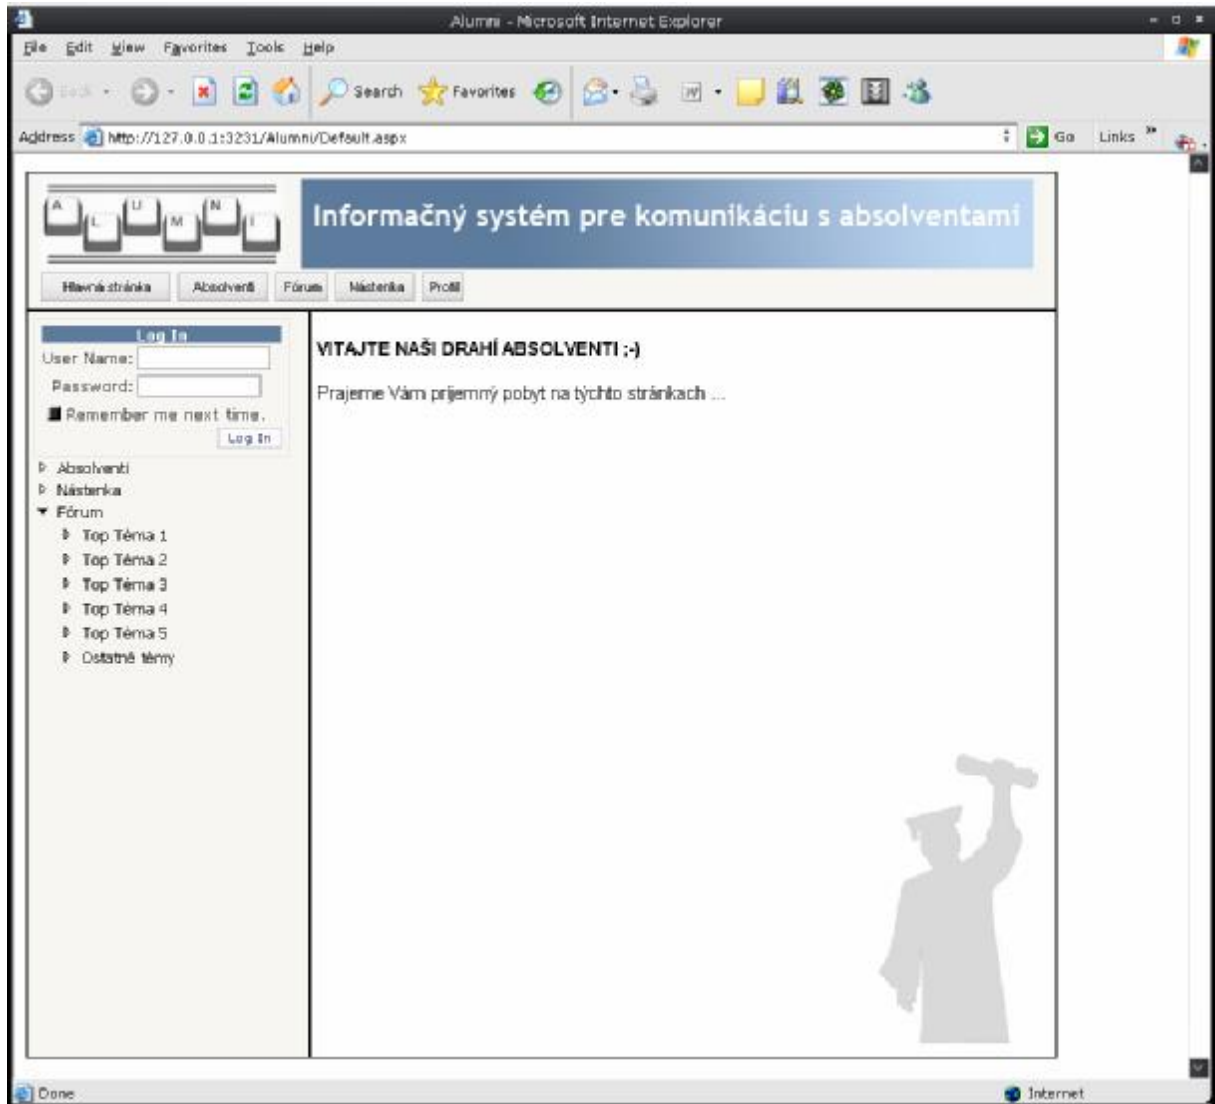 Alumni - Microsoft Internet Explorer
File Edit View Favorites Tools Help
Back Search Favorites
Address http://127.0.0.1:3231/Alumni/Default.aspx Go Links »
A L U M N I
Informačný systém pre komunikáciu s absolventami
Hlavná stránka Absolventi Fórum Nástenka Profil
Log In
User Name:
Password:
Remember me next time.
Log In
Absolventi
Nástenka
Fórum
Top Téma 1
Top Téma 2
Top Téma 3
Top Téma 4
Top Téma 5
Ostatné témy
VITAJTE NAŠI DRAHÍ ABSOLVENTI ;-)
Prajeme Vám príjemný pobyt na týchto stránkach ...
Done Internet